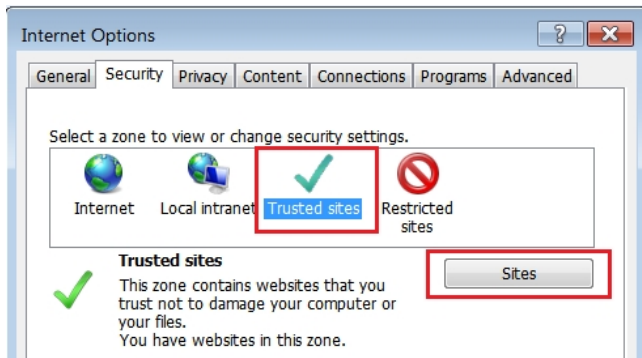 Internet Options
General Security Privacy Content Connections Programs Advanced
Select a zone to view or change security settings.
Internet Local intranet Trusted sites Restricted
sites
Trusted sites
Sites
This zone contains websites that you
trust not to damage your computer or
your files.
You have websites in this zone.